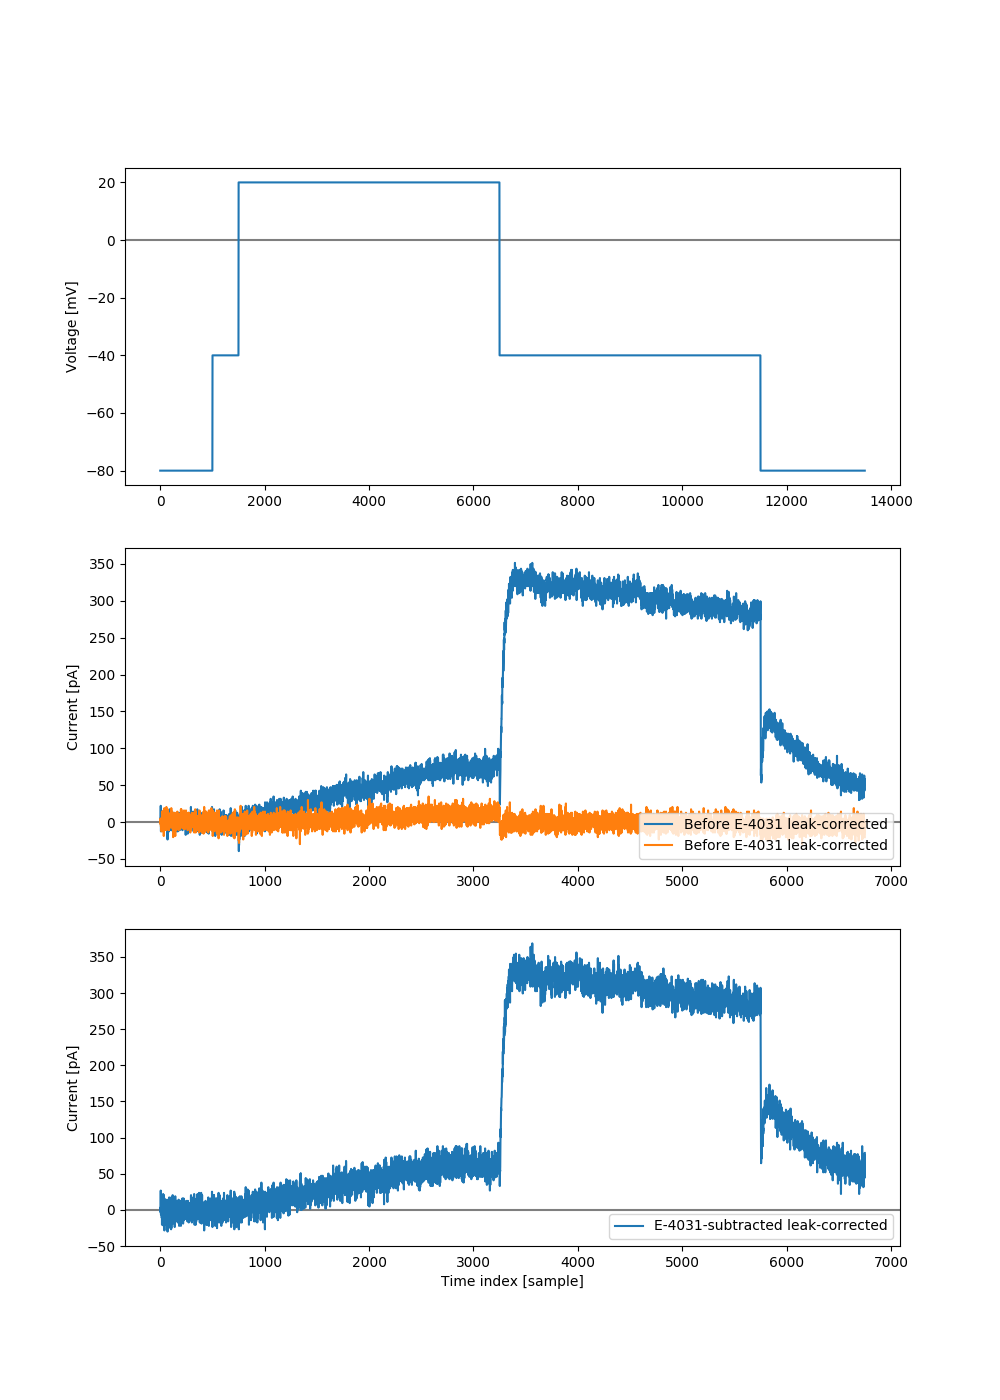 20
0
−20
−40
−60
−80
Voltage [mV]
0 2000 4000 6000 8000 10000 12000 14000
350
300
250
200
150
100
50
0
−50
Current [pA]
Before E-4031 leak-corrected
Before E-4031 leak-corrected
0 1000 2000 3000 4000 5000 6000 7000
350
300
250
200
150
100
50
0
−50
Current [pA]
E-4031-subtracted leak-corrected
0 1000 2000 3000 4000 5000 6000 7000
Time index [sample]